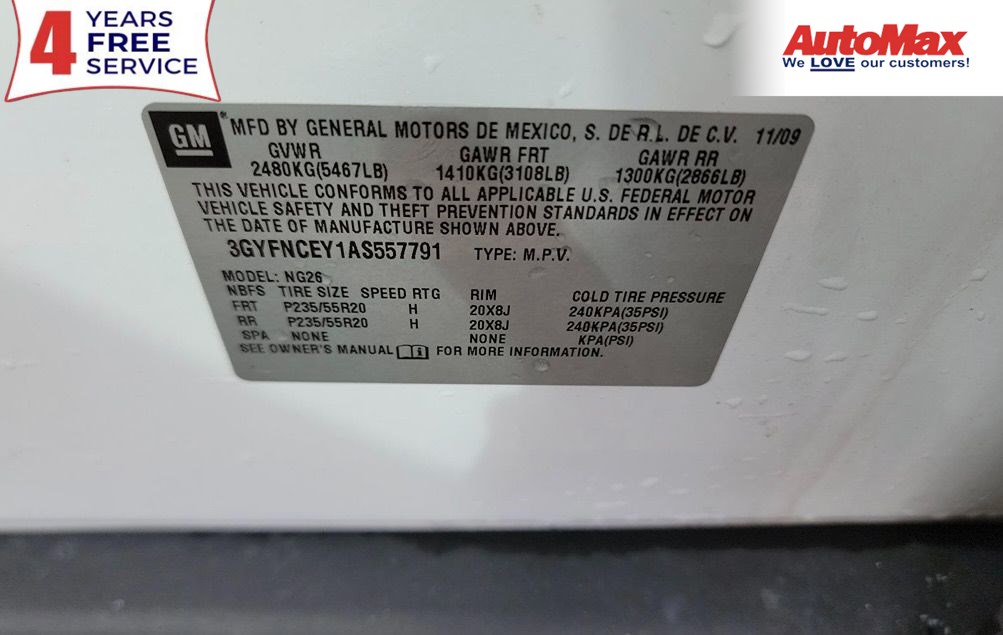 4 YEARS
FREE
SERVICE
AutoMax
We LOVE our customers!
GM
® MFD BY GENERAL MOTORS DE MEXICO, S. DE R.L. DE C.V. 11/09
GVWR GAWR FRT GAWR RR
2480KG(5467LB) 1410KG(3108LB) 1300KG(2866LB)
THIS VEHICLE CONFORMS TO ALL APPLICABLE U.S. FEDERAL MOTOR
VEHICLE SAFETY AND THEFT PREVENTION STANDARDS IN EFFECT ON
THE DATE OF MANUFACTURE SHOWN ABOVE.
3GYFNCEY1AS557791 TYPE: M.P.V.
MODEL: NG26
NBFS TIRE SIZE SPEED RTG RIM COLD TIRE PRESSURE
FRT P235/55R20 H 20X8J 240KPA(35PSI)
RR P235/55R20 H 20X8J 240KPA(35PSI)
SPA NONE NONE KPA(PSI)
SEE OWNER'S MANUAL FOR MORE INFORMATION.